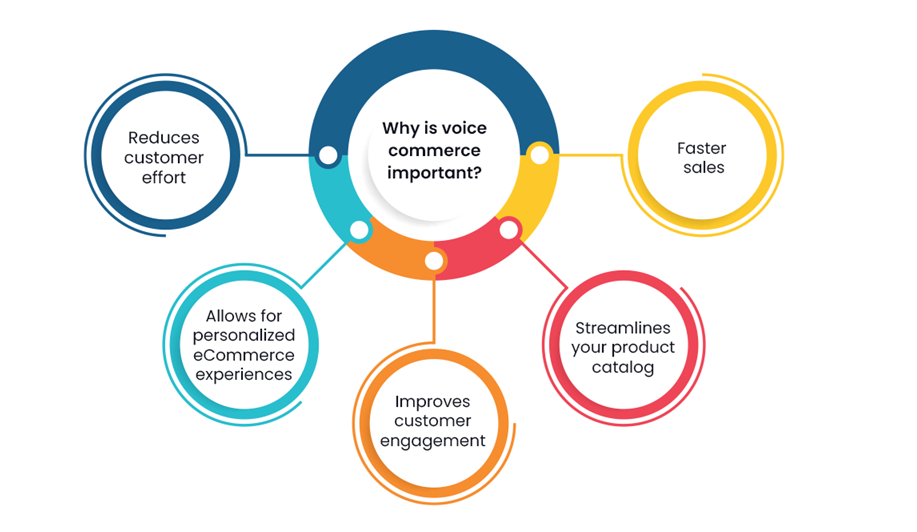 Why is voice
commerce
important?
Reduces
customer
effort
Allows for
personalized
eCommerce
experiences
Improves
customer
engagement
Streamlines
your product
catalog
Faster
sales